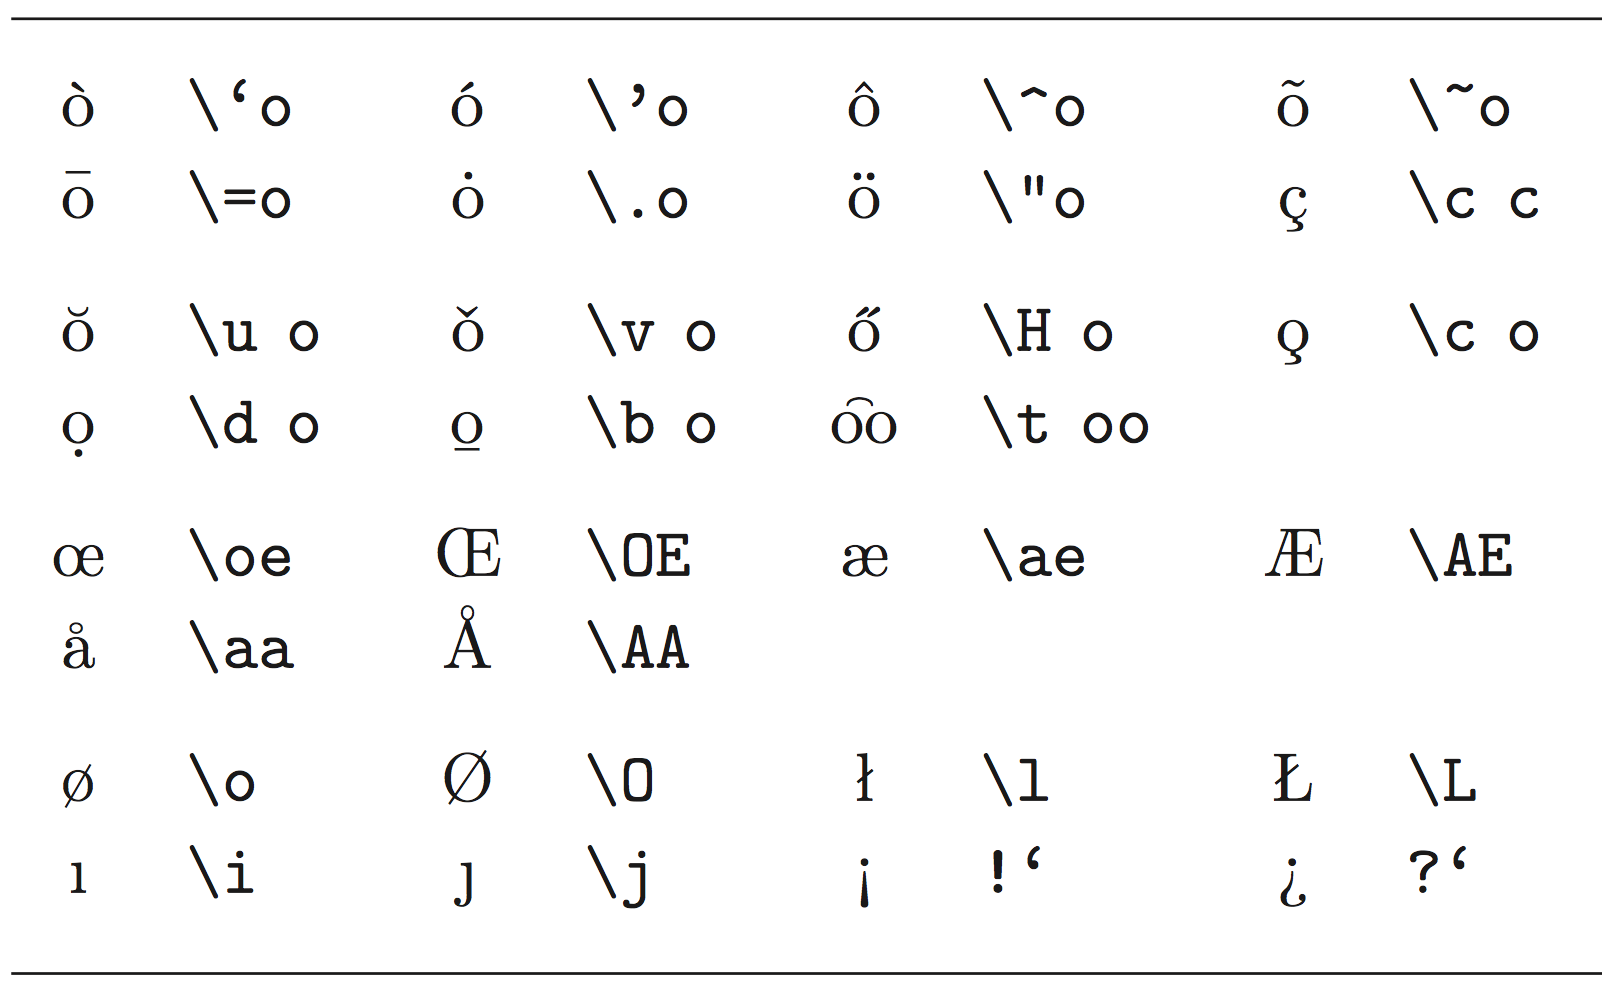 ò \‘o ó \’o ô \^o õ \~o
ō \=o ȯ \.o ö \"o ç \c c
ŏ \u o ǒ \v o ő \H o o̧ \c o
ọ \d o o̱ \b o o͡o \t oo
œ \oe Œ \OE æ \ae Æ \AE
å \aa Å \AA
ø \o Ø \O ł \l Ł \L
ı \i ȷ \j ¡ !‘ ¿ ?‘